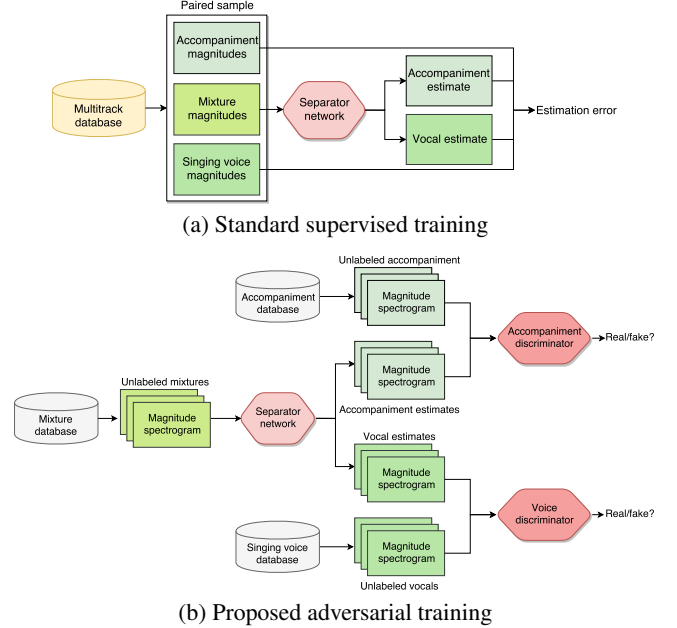 Paired sample
Accompaniment
magnitudes
Multitrack
database
Mixture
magnitudes
Separator
network
Accompaniment
estimate
Vocal estimate
Estimation error
Singing voice
magnitudes
(a) Standard supervised training
Unlabeled accompaniment
Accompaniment
database
Magnitude
spectrogram
Accompaniment
discriminator
Real/fake?
Magnitude
spectrogram
Accompaniment estimates
Unlabeled mixtures
Mixture
database
Magnitude
spectrogram
Separator
network
Vocal estimates
Magnitude
spectrogram
Voice
discriminator
Real/fake?
Singing voice
database
Magnitude
spectrogram
Unlabeled vocals
(b) Proposed adversarial training